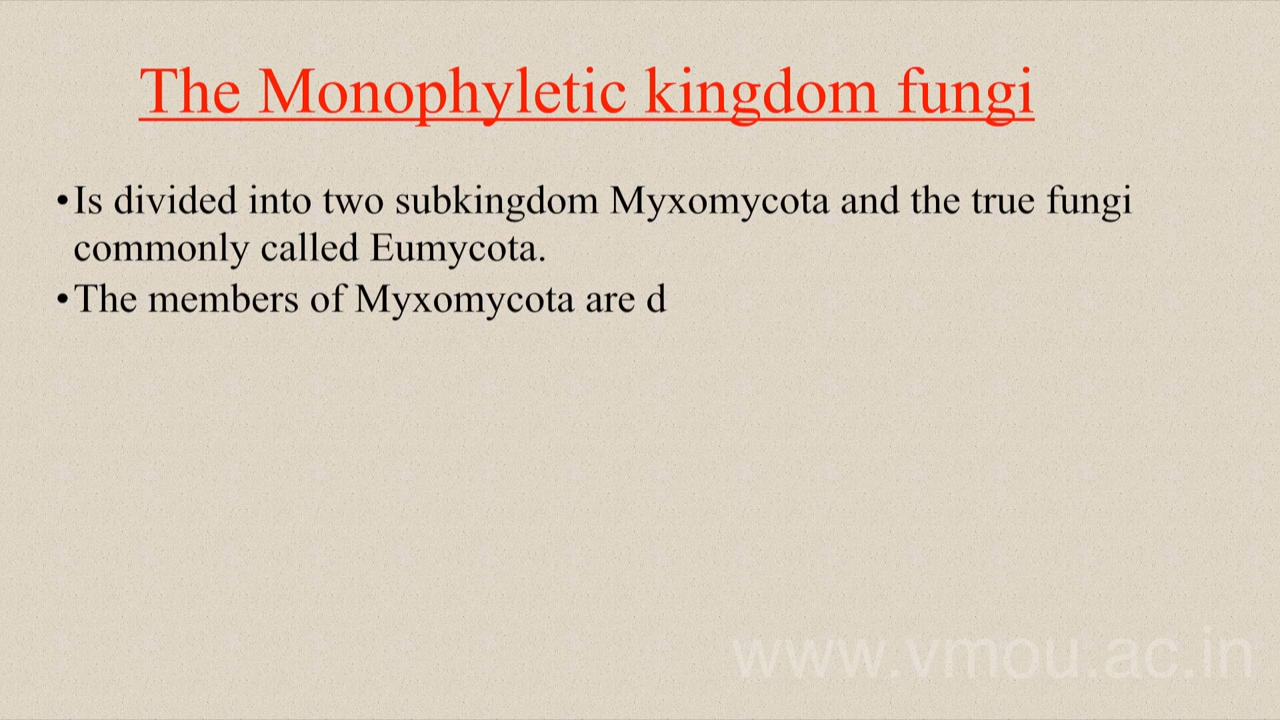 The Monophyletic kingdom fungi
•Is divided into two subkingdom Myxomycota and the true fungi
commonly called Eumycota.
•The members of Myxomycota are d
www.vmou.ac.in